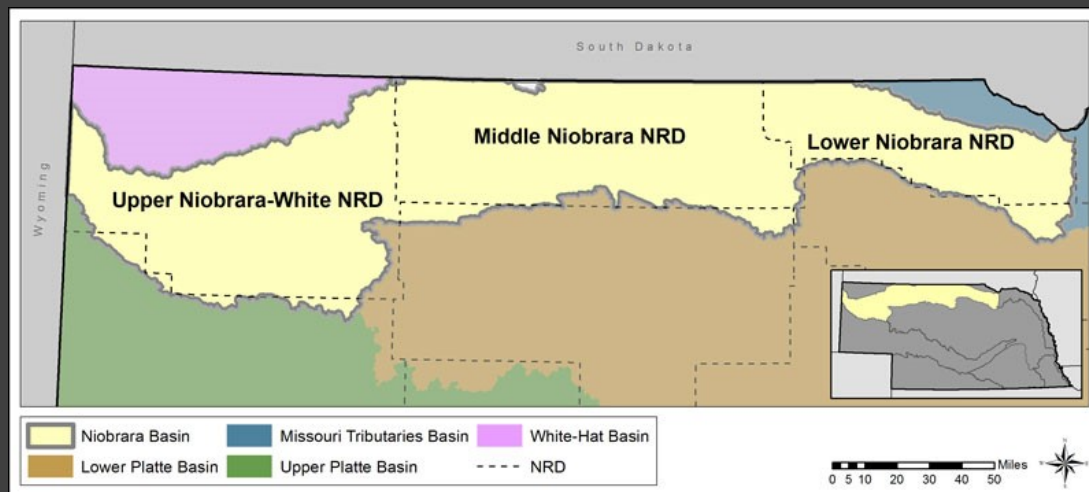 South Dakota
Wyoming
Middle Niobrara NRD
Lower Niobrara NRD
Upper Niobrara-White NRD
Niobrara Basin
Missouri Tributaries Basin
White-Hat Basin
Lower Platte Basin
Upper Platte Basin
NRD
Miles
0 5 10 20 30 40 50
N